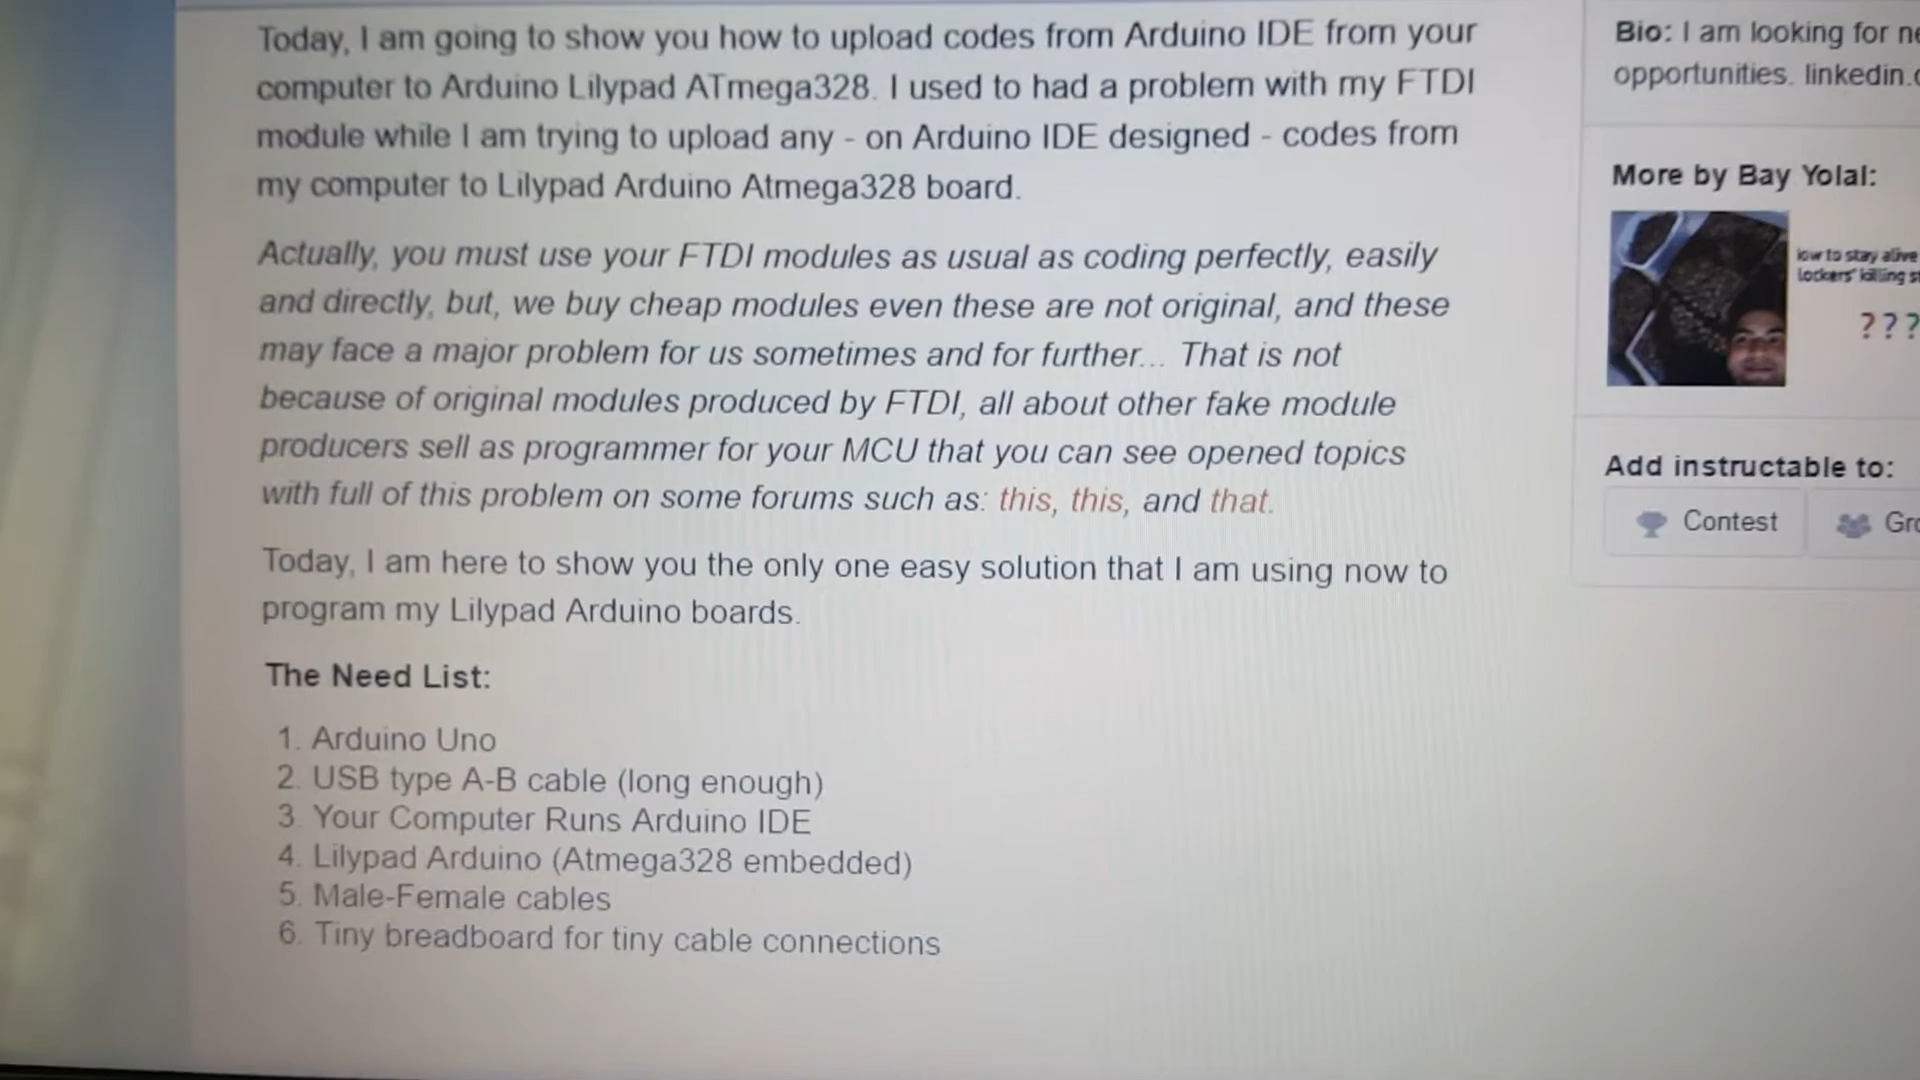 Today, I am going to show you how to upload codes from Arduino IDE from your
computer to Arduino Lilypad ATmega328. I used to had a problem with my FTDI
module while I am trying to upload any - on Arduino IDE designed - codes from
my computer to Lilypad Arduino Atmega328 board.
Actually, you must use your FTDI modules as usual as coding perfectly, easily
and directly, but, we buy cheap modules even these are not original, and these
may face a major problem for us sometimes and for further... That is not
because of original modules produced by FTDI, all about other fake module
producers sell as programmer for your MCU that you can see opened topics
with full of this problem on some forums such as: this, this, and that.
Today, I am here to show you the only one easy solution that I am using now to
program my Lilypad Arduino boards.
The Need List:
1. Arduino Uno
2. USB type A-B cable (long enough)
3. Your Computer Runs Arduino IDE
4. Lilypad Arduino (Atmega328 embedded)
5. Male-Female cables
6. Tiny breadboard for tiny cable connections
Bio: I am looking for
opportunities. linkedin.
More by Bay Yolal:
to stay alive
lockers' killing
???
Add instructable to:
Contest